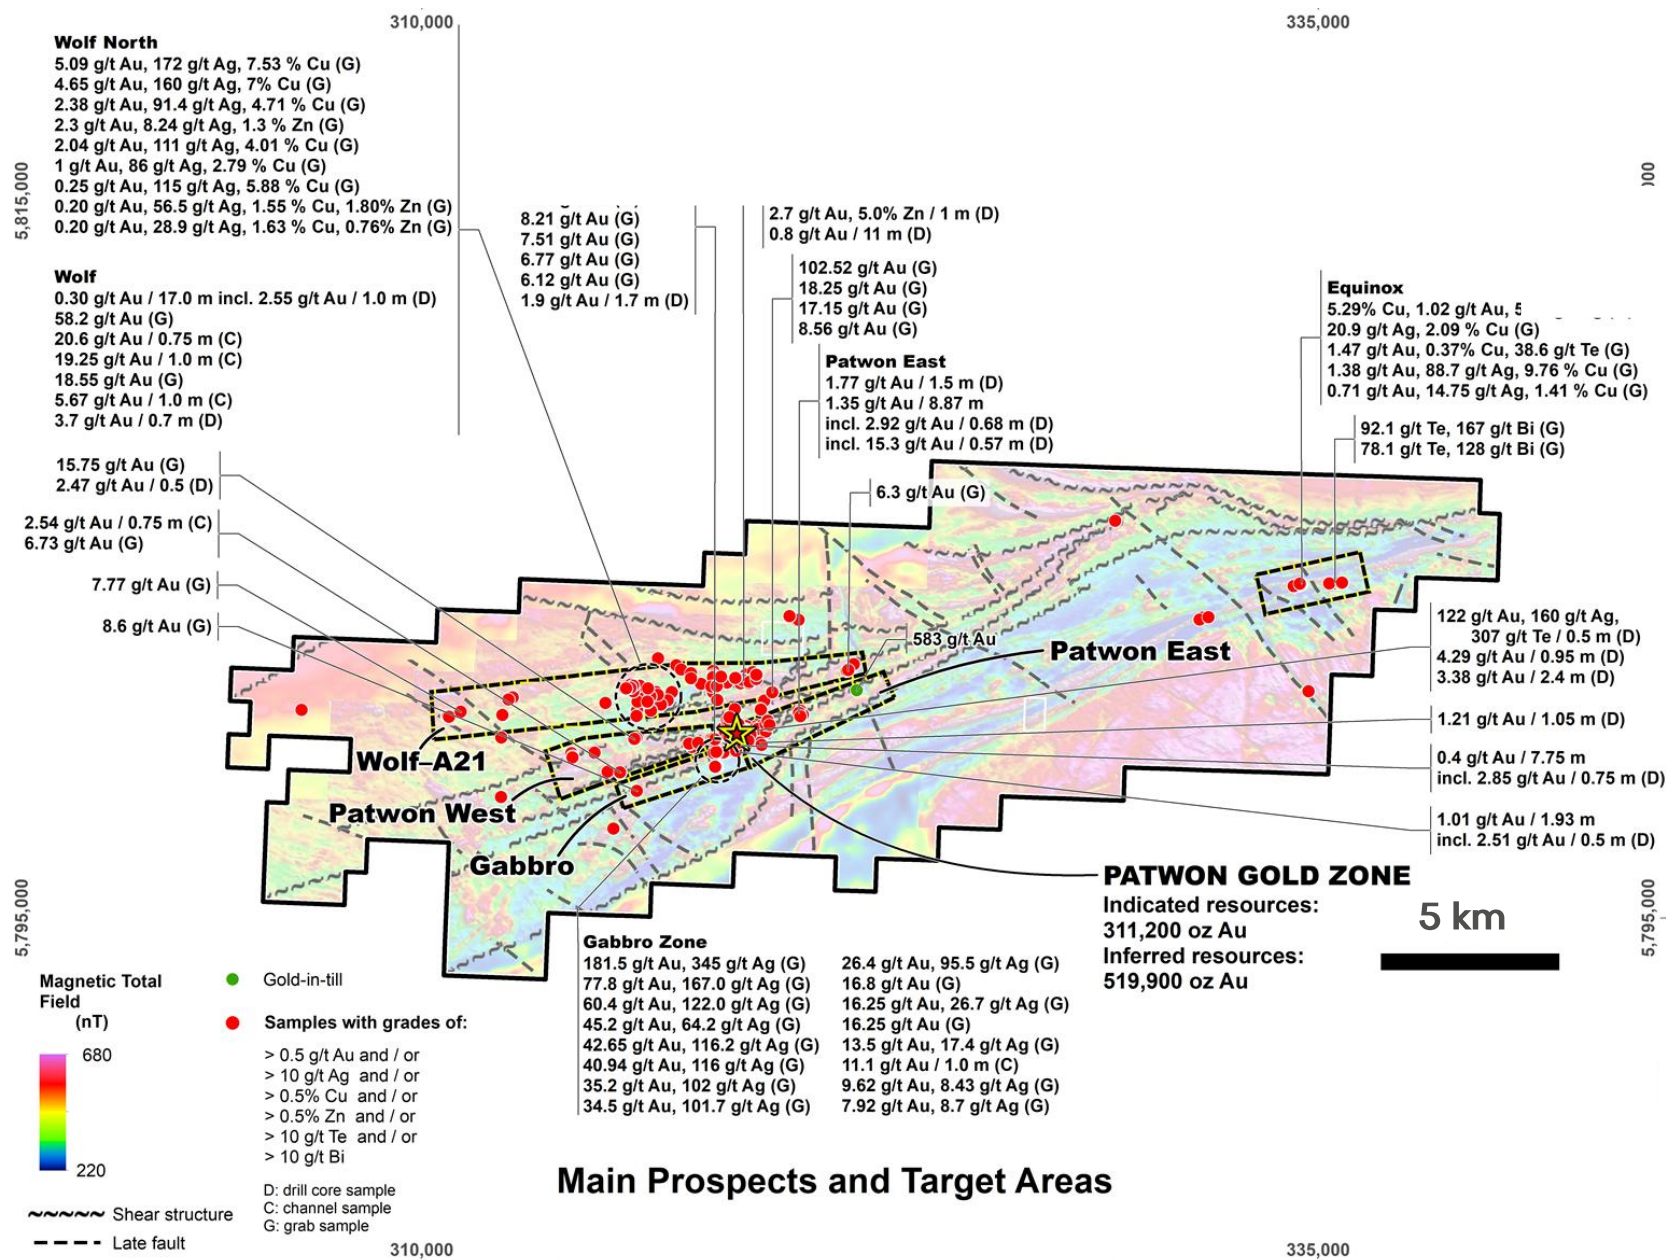 310,000
335,000
Wolf North
5.09 g/t Au, 172 g/t Ag, 7.53 % Cu (G)
4.65 g/t Au, 160 g/t Ag, 7% Cu (G)
2.38 g/t Au, 91.4 g/t Ag, 4.71 % Cu (G)
2.3 g/t Au, 8.24 g/t Ag, 1.3 % Zn (G)
2.04 g/t Au, 111 g/t Ag, 4.01 % Cu (G)
1 g/t Au, 86 g/t Ag, 2.79 % Cu (G)
0.25 g/t Au, 115 g/t Ag, 5.88 % Cu (G)
0.20 g/t Au, 56.5 g/t Ag, 1.55 % Cu, 1.80% Zn (G)
0.20 g/t Au, 28.9 g/t Ag, 1.63 % Cu, 0.76% Zn (G)
5,815,000
Wolf
0.30 g/t Au / 17.0 m incl. 2.55 g/t Au / 1.0 m (D)
58.2 g/t Au (G)
20.6 g/t Au / 0.75 m (C)
19.25 g/t Au / 1.0 m (C)
18.55 g/t Au (G)
5.67 g/t Au / 1.0 m (C)
3.7 g/t Au / 0.7 m (D)
15.75 g/t Au (G)
2.47 g/t Au / 0.5 (D)
2.54 g/t Au / 0.75 m (C)
6.73 g/t Au (G)
7.77 g/t Au (G)
8.6 g/t Au (G)
8.21 g/t Au (G)
7.51 g/t Au (G)
6.77 g/t Au (G)
6.12 g/t Au (G)
1.9 g/t Au / 1.7 m (D)
2.7 g/t Au, 5.0% Zn / 1 m (D)
0.8 g/t Au / 11 m (D)
102.52 g/t Au (G)
18.25 g/t Au (G)
17.15 g/t Au (G)
8.56 g/t Au (G)
Patwon East
1.77 g/t Au / 1.5 m (D)
1.35 g/t Au / 8.87 m
incl. 2.92 g/t Au / 0.68 m (D)
incl. 15.3 g/t Au / 0.57 m (D)
6.3 g/t Au (G)
Equinox
5.29% Cu, 1.02 g/t Au, 5
20.9 g/t Ag, 2.09 % Cu (G)
1.47 g/t Au, 0.37% Cu, 38.6 g/t Te (G)
1.38 g/t Au, 88.7 g/t Ag, 9.76 % Cu (G)
0.71 g/t Au, 14.75 g/t Ag, 1.41 % Cu (G)
92.1 g/t Te, 167 g/t Bi (G)
78.1 g/t Te, 128 g/t Bi (G)
583 g/t Au
Patwon East
122 g/t Au, 160 g/t Ag,
307 g/t Te / 0.5 m (D)
4.29 g/t Au / 0.95 m (D)
3.38 g/t Au / 2.4 m (D)
1.21 g/t Au / 1.05 m (D)
0.4 g/t Au / 7.75 m
incl. 2.85 g/t Au / 0.75 m (D)
1.01 g/t Au / 1.93 m
incl. 2.51 g/t Au / 0.5 m (D)
Wolf–A21
Patwon West
Gabbro
PATWON GOLD ZONE
Indicated resources:
311,200 oz Au
Inferred resources:
519,900 oz Au
5 km
5,795,000
5,795,000
Gabbro Zone
181.5 g/t Au, 345 g/t Ag (G)
77.8 g/t Au, 167.0 g/t Ag (G)
60.4 g/t Au, 122.0 g/t Ag (G)
45.2 g/t Au, 64.2 g/t Ag (G)
42.65 g/t Au, 116.2 g/t Ag (G)
40.94 g/t Au, 116 g/t Ag (G)
35.2 g/t Au, 102 g/t Ag (G)
34.5 g/t Au, 101.7 g/t Ag (G)
26.4 g/t Au, 95.5 g/t Ag (G)
16.8 g/t Au (G)
16.25 g/t Au, 26.7 g/t Ag (G)
16.25 g/t Au (G)
13.5 g/t Au, 17.4 g/t Ag (G)
11.1 g/t Au / 1.0 m (C)
9.62 g/t Au, 8.43 g/t Ag (G)
7.92 g/t Au, 8.7 g/t Ag (G)
Magnetic Total
Field
(nT)
680
220
Gold-in-till
Samples with grades of:
> 0.5 g/t Au and / or
> 10 g/t Ag and / or
> 0.5% Cu and / or
> 0.5% Zn and / or
> 10 g/t Te and / or
> 10 g/t Bi
D: drill core sample
C: channel sample
G: grab sample
Shear structure
Late fault
Main Prospects and Target Areas
310,000
335,000